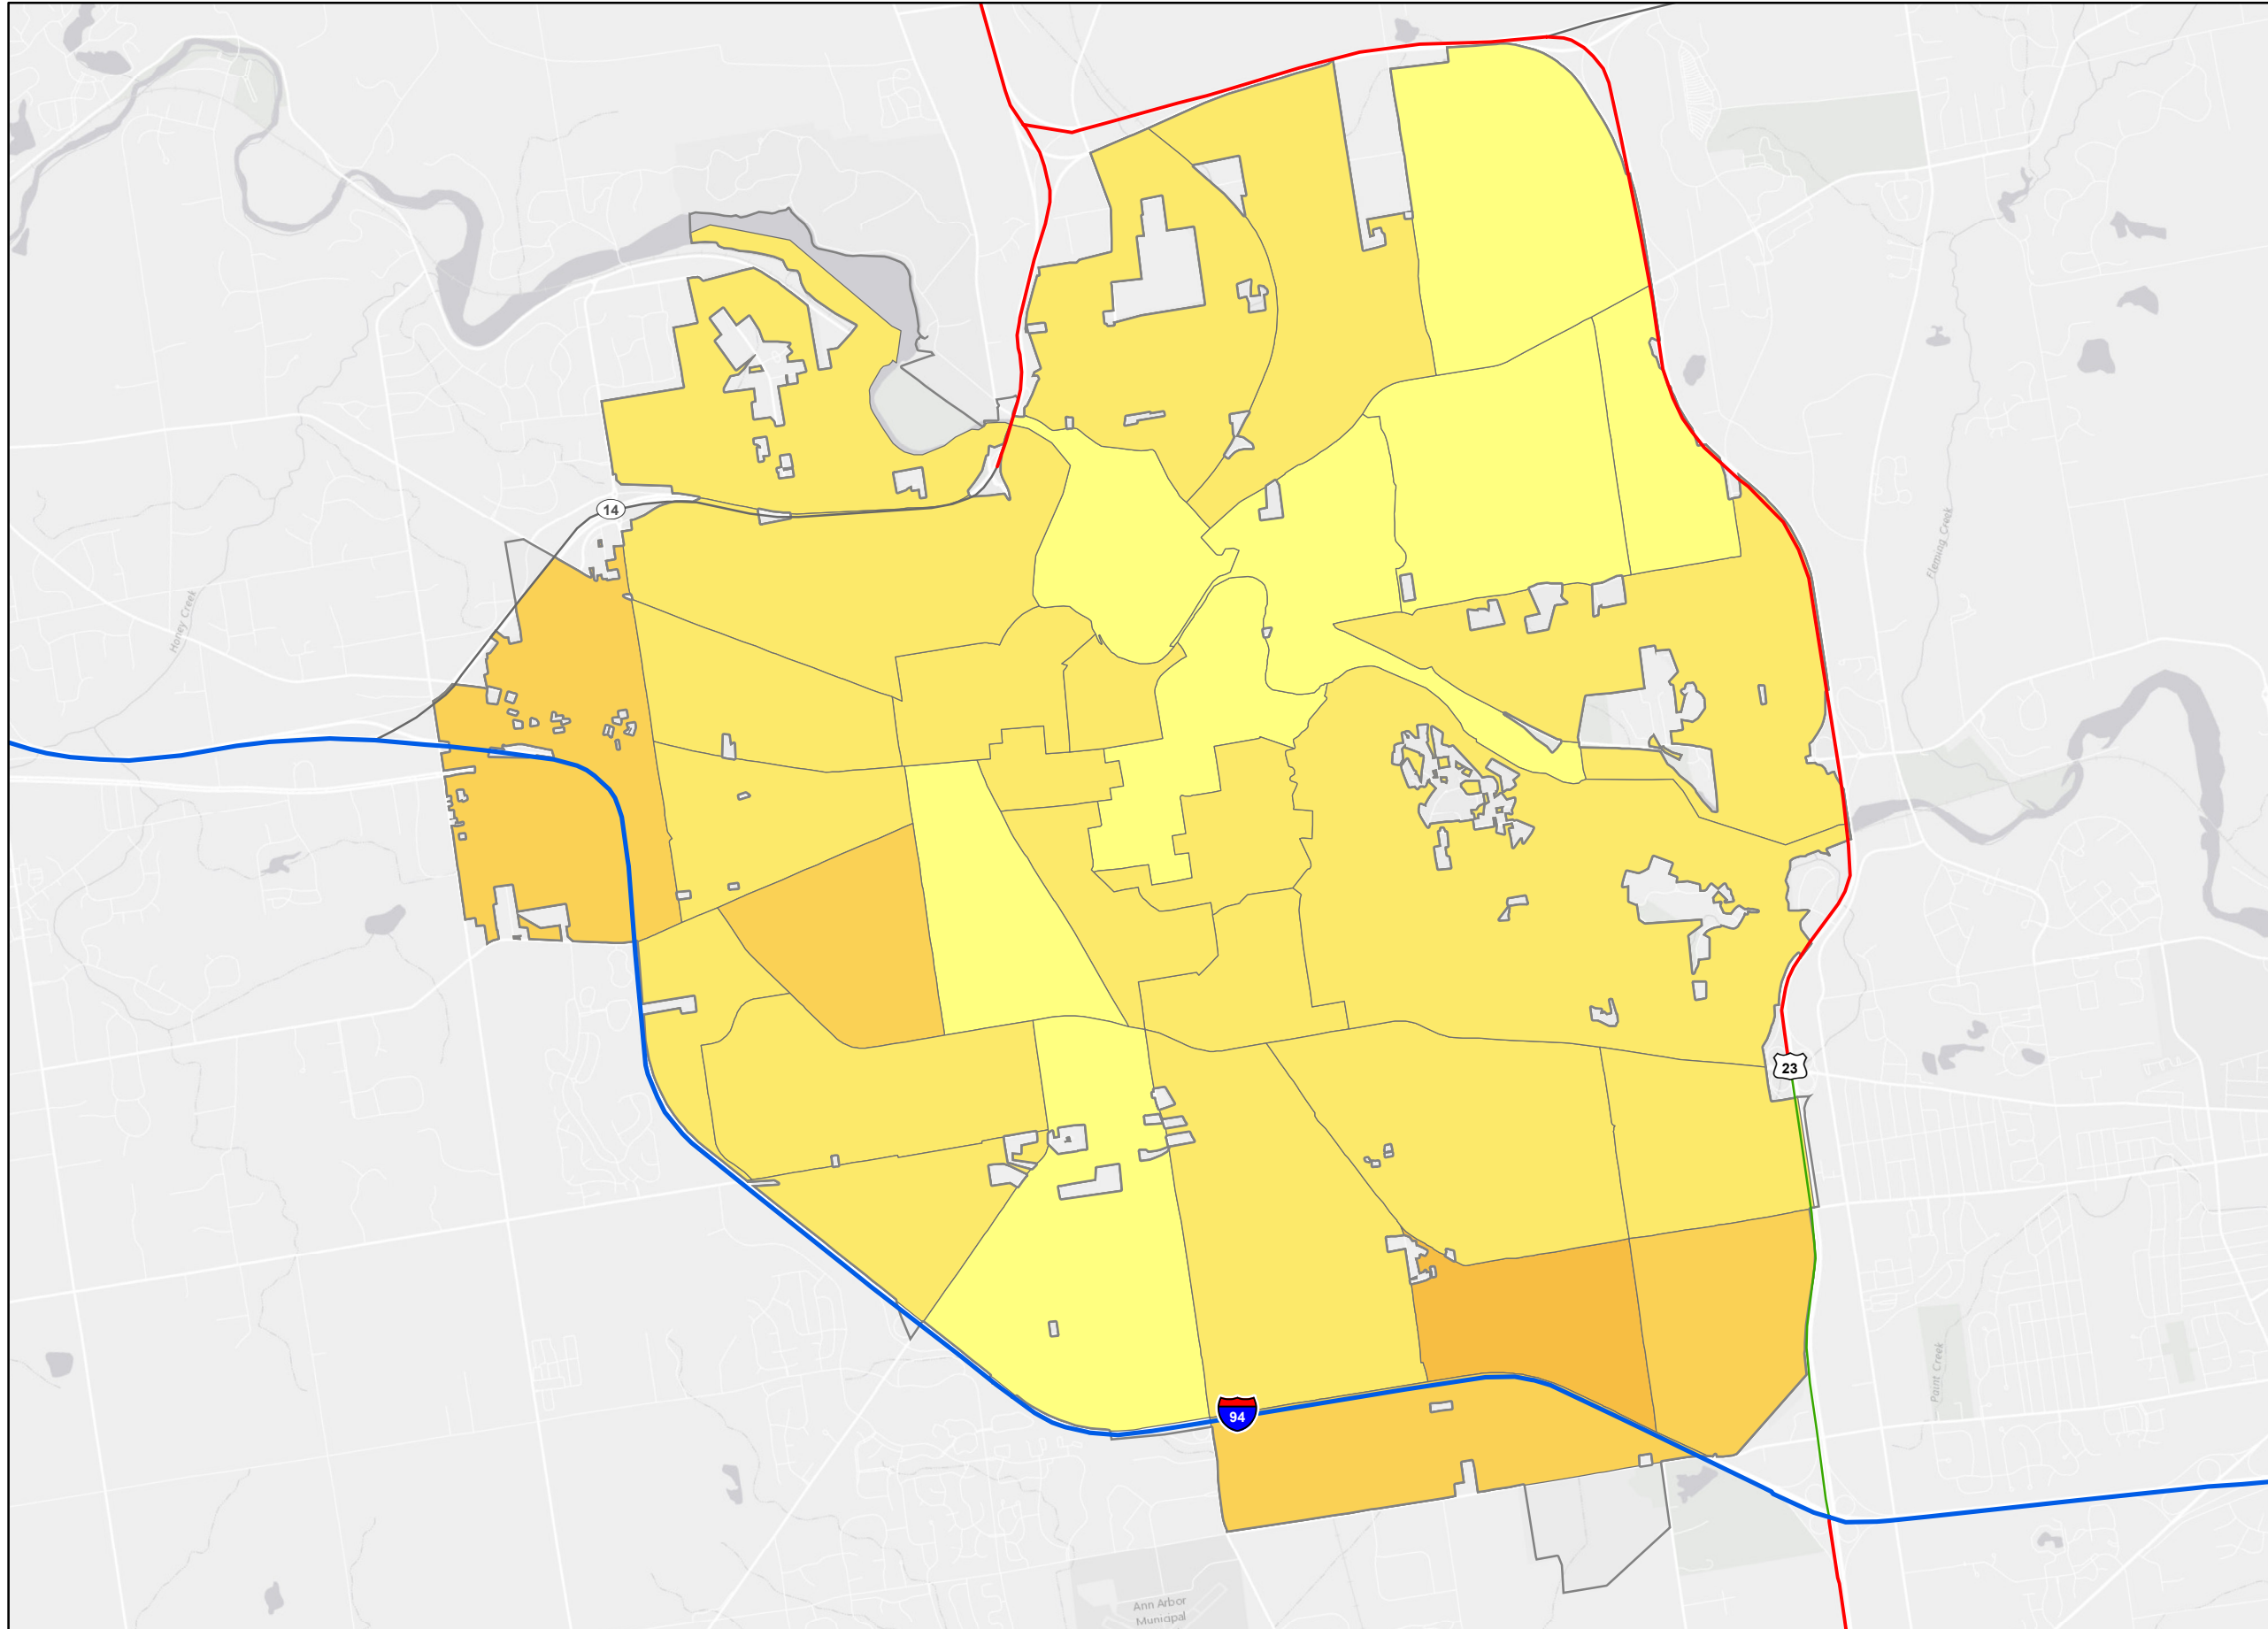 14
Honey Creek
Fleming Creek
23
Paint Creek
94
Ann Arbor
Municipal